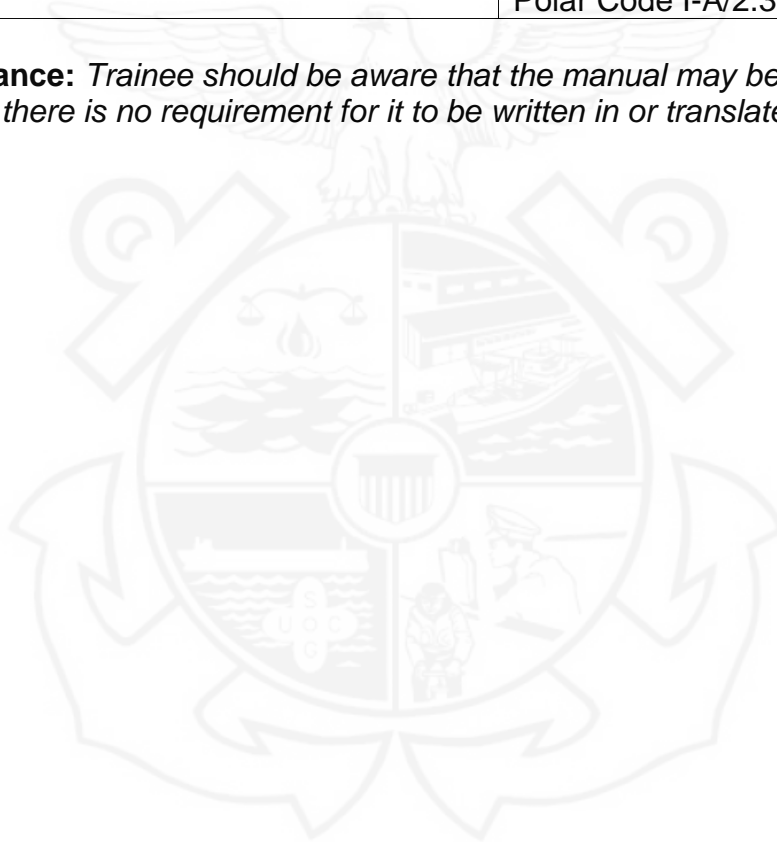 Polar Code I-A/2.3
ance: Trainee should be aware that the manual may be
there is no requirement for it to be written in or translate
S
U O C
G